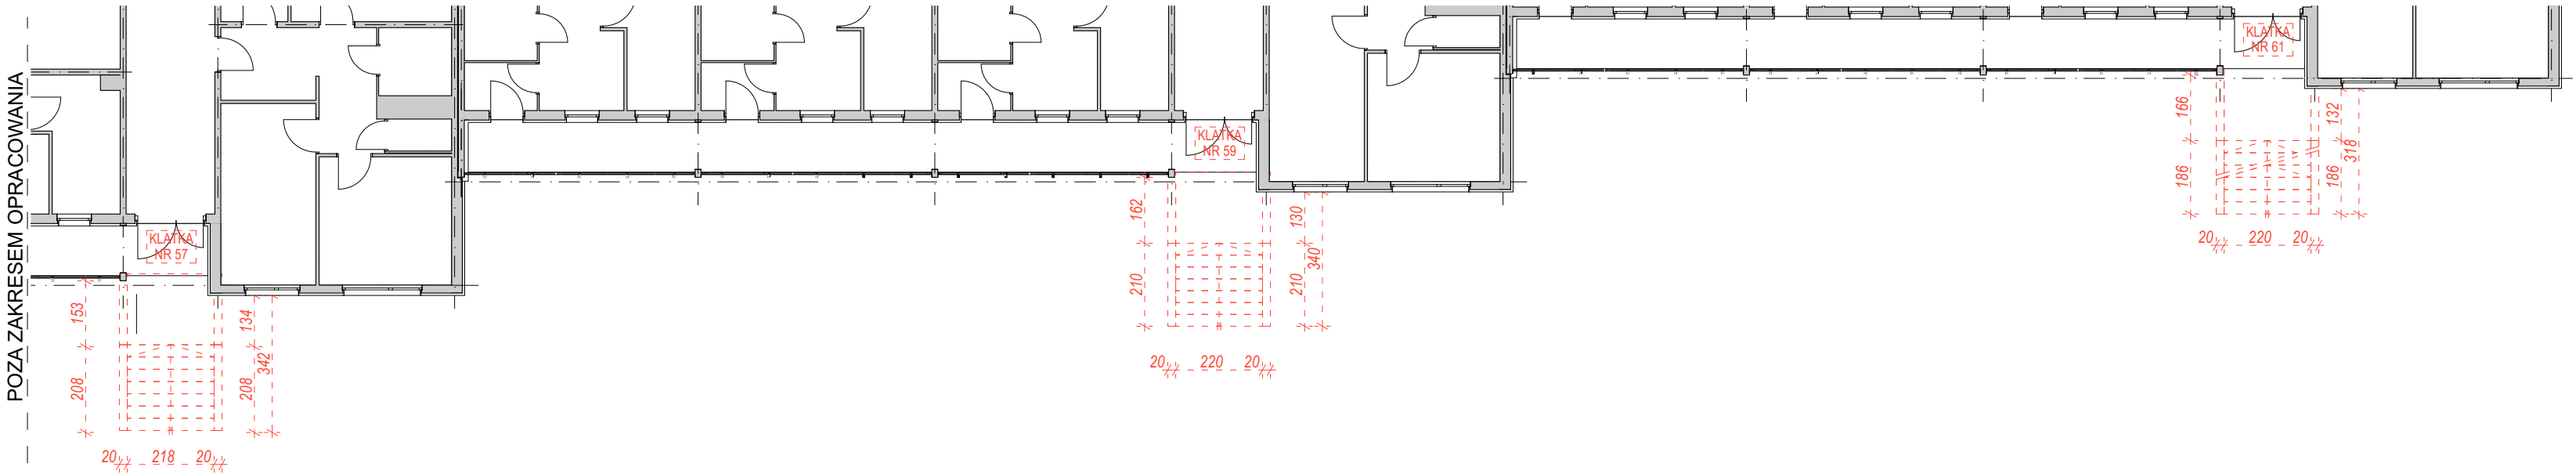 POZA ZAKRESEM OPRACOWANIA
KLATKA
NR 57
153
208
134
342
208
20 218 20
KLATKA
NR 59
162
210
130
340
210
20 220 20
KLATKA
NR 61
166
186
132
318
186
20 220 20